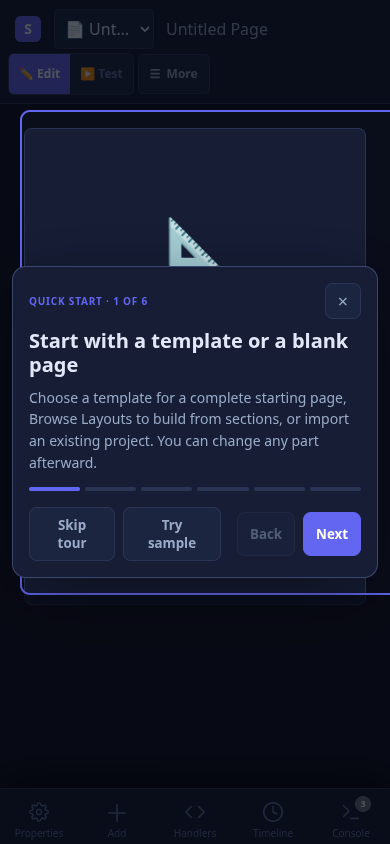 S
📄 Unt...
Untitled Page
✏️ Edit
▶️ Test
☰ More
QUICK START · 1 OF 6
×
Start with a template or a blank
page
Choose a template for a complete starting page,
Browse Layouts to build from sections, or import
an existing project. You can change any part
afterward.
Skip
tour
Try
sample
Back
Next
3
Properties
Add
Handlers
Timeline
Console